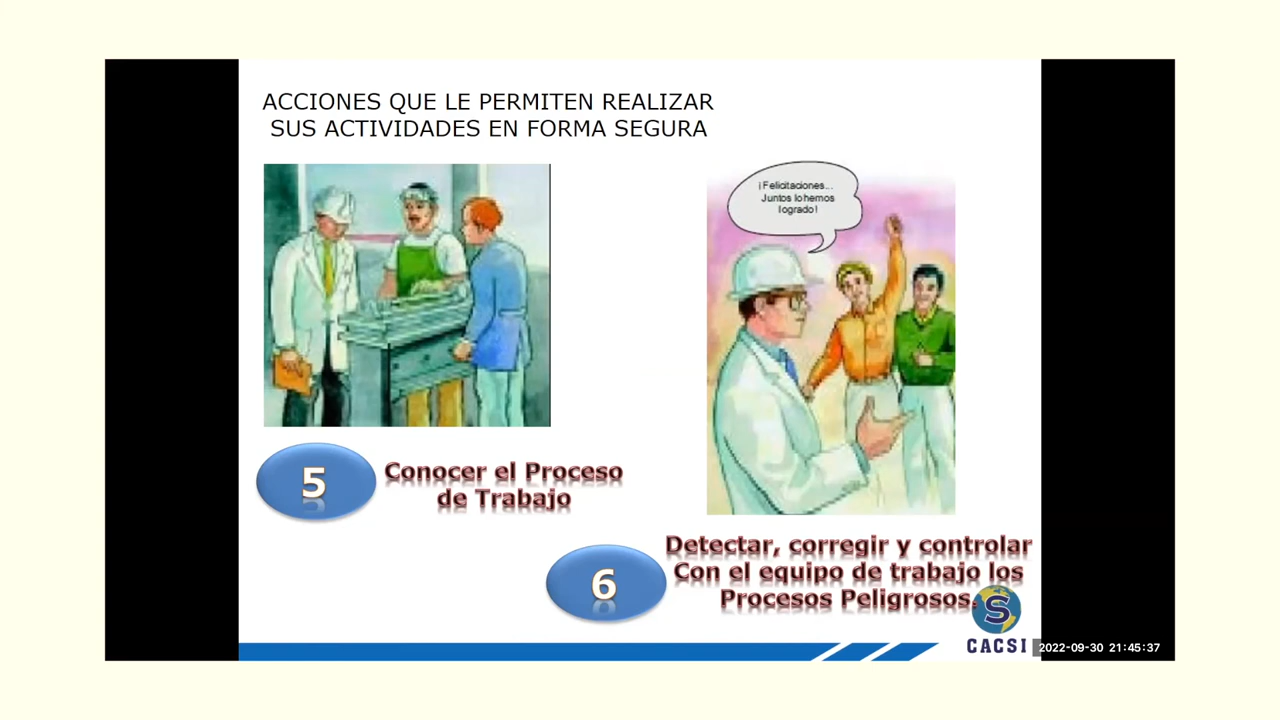 ACCIONES QUE LE PERMITEN REALIZAR
SUS ACTIVIDADES EN FORMA SEGURA
¡Felicitaciones...
Juntos lo hemos
logrado!
5
Conocer el Proceso
de Trabajo
6
Detectar, corregir y controlar
Con el equipo de trabajo los
Procesos Peligrosos.
S
CACSI
2022-09-30 21:45:37